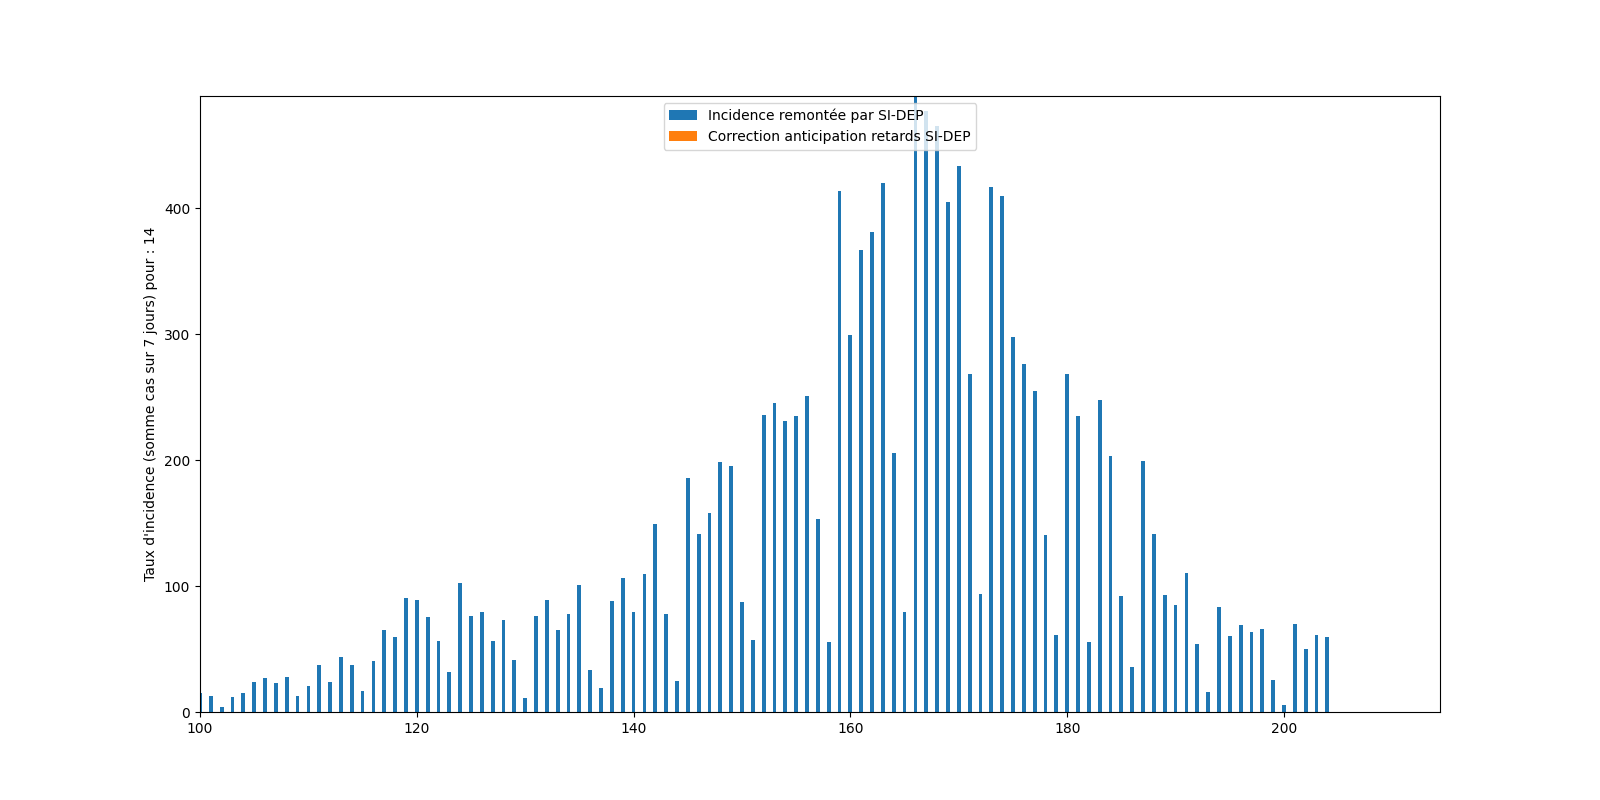 Incidence remontée par SI-DEP
Correction anticipation retards SI-DEP
Taux d'incidence (somme cas sur 7 jours) pour : 14
400
300
200
100
0
100 120 140 160 180 200